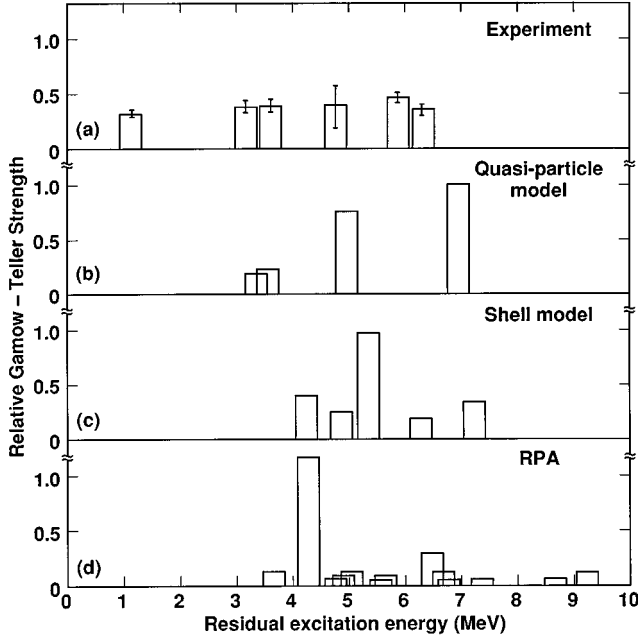 Relative Gamow – Teller Strength
Experiment
1.0
0.5
0
(a)
Quasi-particle
model
1.0
0.5
0
(b)
Shell model
1.0
0.5
0
(c)
RPA
1.0
0.5
0
(d)
0 1 2 3 4 5 6 7 8 9 10
Residual excitation energy (MeV)